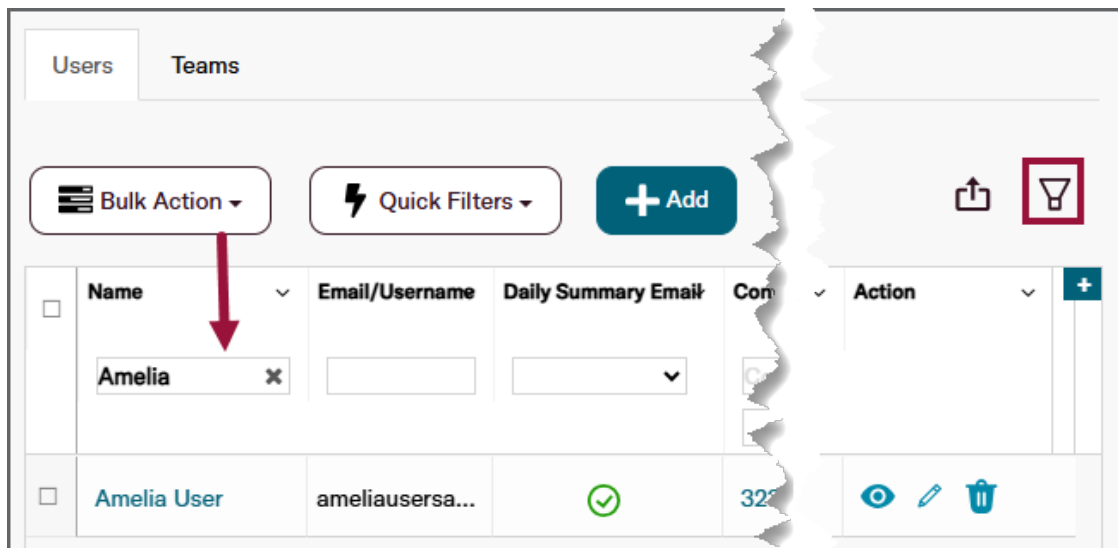 Users Teams
Bulk Action Quick Filters Add
Name Email/Username Daily Summary Email Action
Amelia
Amelia User ameliausersa...